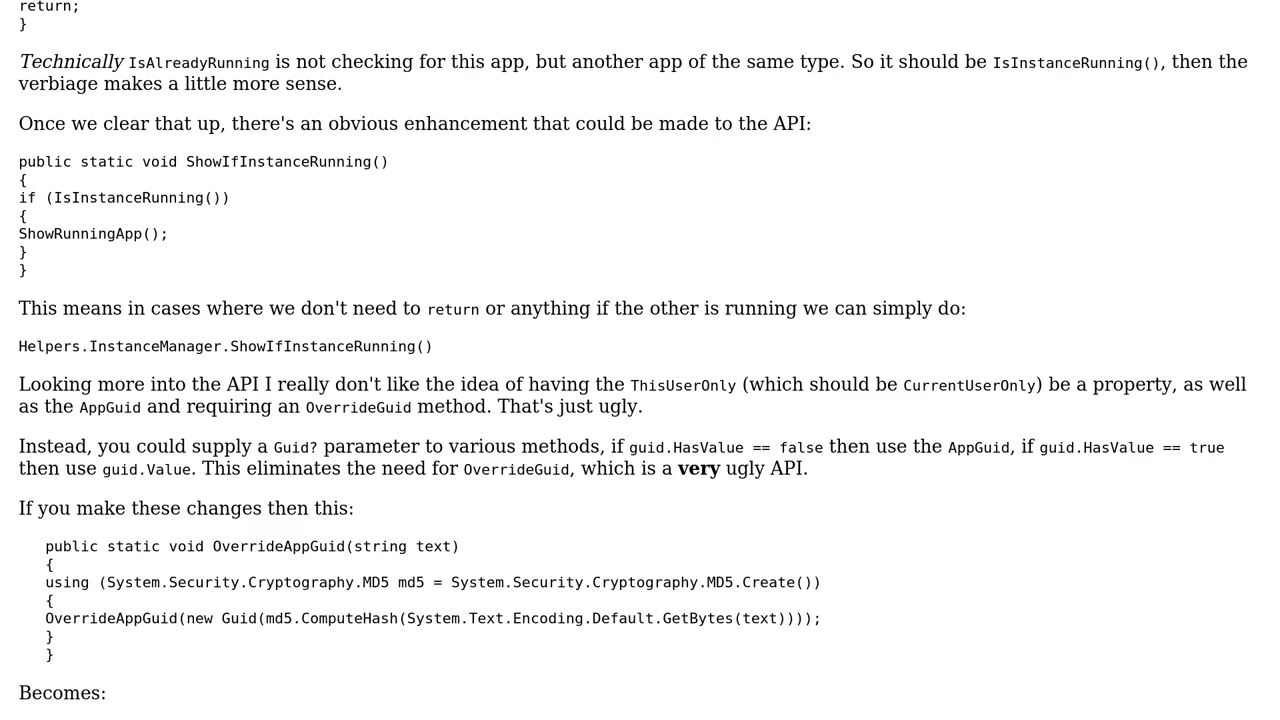 return;
}
Technically IsAlreadyRunning is not checking for this app, but another app of the same type. So it should be IsInstanceRunning(), then the
verbiage makes a little more sense.
Once we clear that up, there's an obvious enhancement that could be made to the API:
public static void ShowIfInstanceRunning()
{
if (IsInstanceRunning())
{
ShowRunningApp();
}
}
This means in cases where we don't need to return or anything if the other is running we can simply do:
Helpers.InstanceManager.ShowIfInstanceRunning()
Looking more into the API I really don't like the idea of having the ThisUserOnly (which should be CurrentUserOnly) be a property, as well
as the AppGuid and requiring an OverrideGuid method. That's just ugly.
Instead, you could supply a Guid? parameter to various methods, if guid.HasValue == false then use the AppGuid, if guid.HasValue == true
then use guid.Value. This eliminates the need for OverrideGuid, which is a very ugly API.
If you make these changes then this:
public static void OverrideAppGuid(string text)
{
using (System.Security.Cryptography.MD5 md5 = System.Security.Cryptography.MD5.Create())
{
OverrideAppGuid(new Guid(md5.ComputeHash(System.Text.Encoding.Default.GetBytes(text))));
}
}
Becomes: